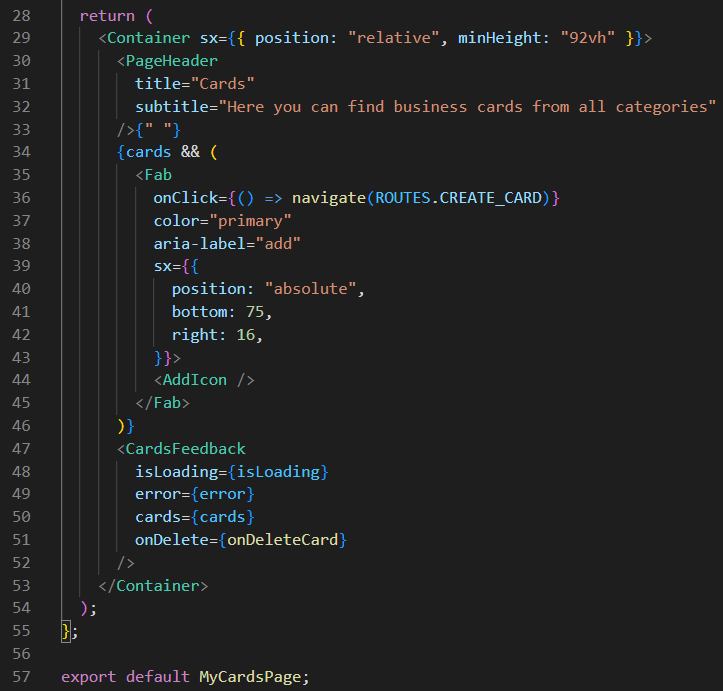 28 return (
29 <Container sx={{ position: "relative", minHeight: "92vh" }}>
30 <PageHeader
31 title="Cards"
32 subtitle="Here you can find business cards from all categories"
33 />{" "}
34 {cards && (
35 <Fab
36 onClick={() => navigate(ROUTES.CREATE_CARD)}
37 color="primary"
38 aria-label="add"
39 sx={{
40 position: "absolute",
41 bottom: 75,
42 right: 16,
43 }}>
44 <AddIcon />
45 </Fab>
46 )}
47 <CardsFeedback
48 isLoading={isLoading}
49 error={error}
50 cards={cards}
51 onDelete={onDeleteCard}
52 />
53 </Container>
54 );
55 };
56
57 export default MyCardsPage;